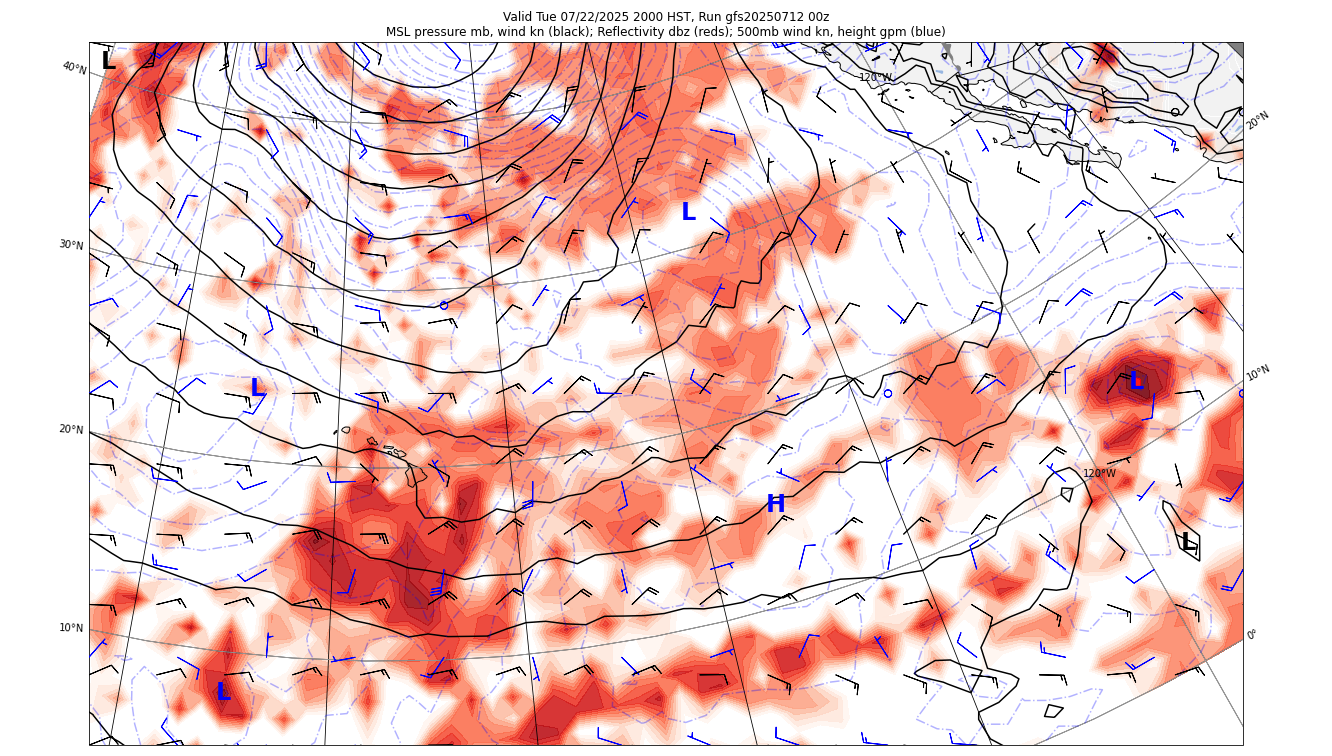 Valid Tue 07/22/2025 2000 HST, Run gfs20250712 00z
MSL pressure mb, wind kn (black); Reflectivity dbz (reds); 500mb wind kn, height gpm (blue)
L
40°N
120°W
20°N
L
30°N
L
L
10°N
20°N
120°W
H
L
10°N
0°
L